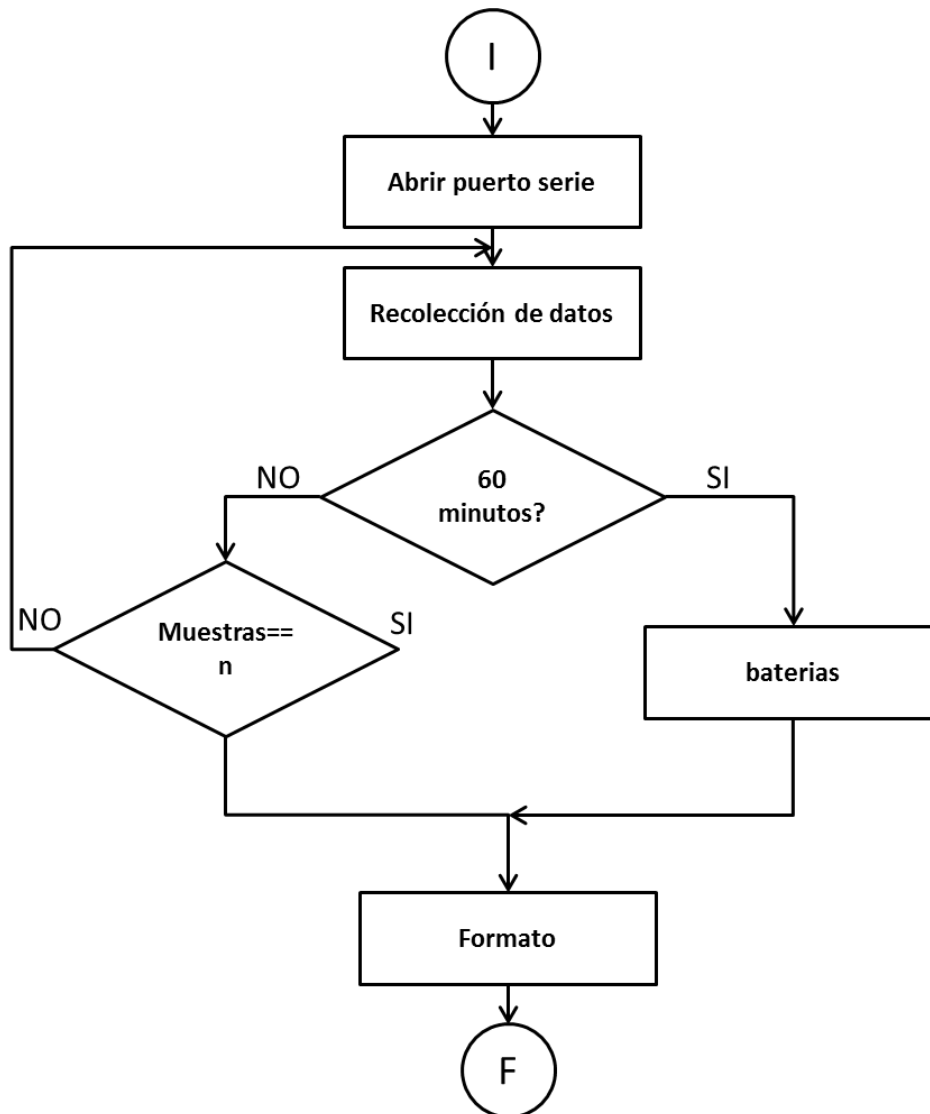 I
Abrir puerto serie
Recolección de datos
60
minutos?
NO
SI
Muestras==
n
NO
SI
baterias
Formato
F